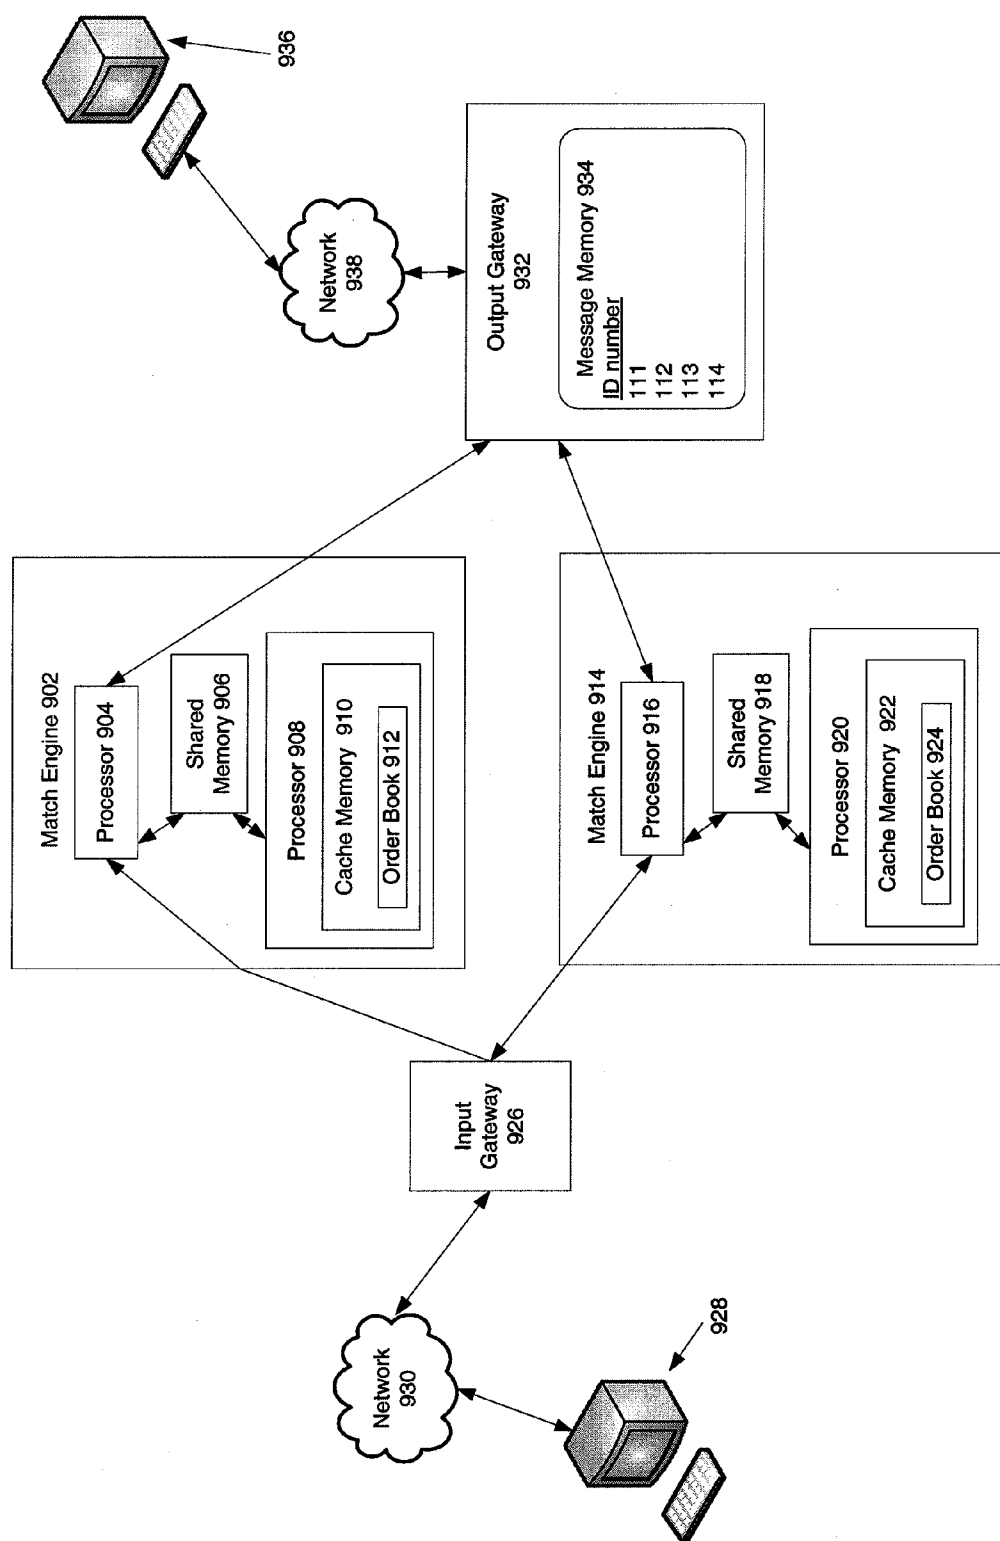 928
Network
930
Input
Gateway
926
Match Engine 902
Processor 904
Shared
Memory 906
Processor 908
Cache Memory 910
Order Book 912
Match Engine 914
Processor 916
Shared
Memory 918
Processor 920
Cache Memory 922
Order Book 924
Output Gateway
932
Message Memory 934
ID number
111
112
113
114
Network
938
936